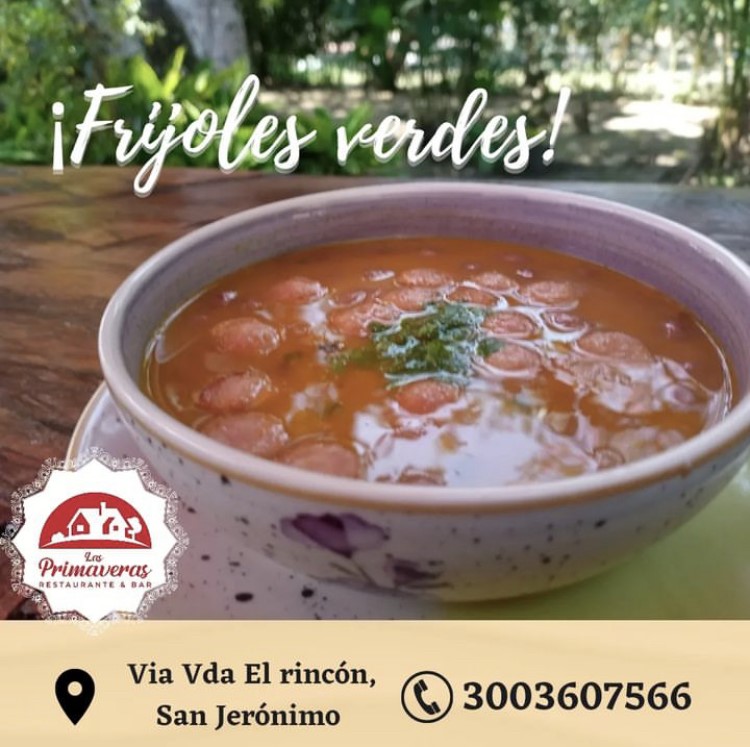 ¡Frijoles verdes!
Las
Primaveras
RESTAURANTE & BAR
Via Vda El rincón,
San Jerónimo
3003607566